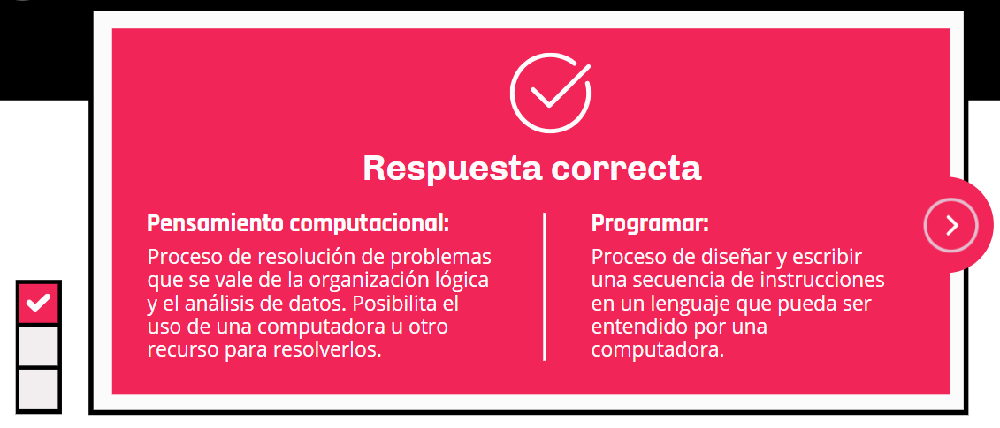 Respuesta correcta
Pensamiento computacional:
Proceso de resolución de problemas
que se vale de la organización lógica
y el análisis de datos. Posibilita el
uso de una computadora u otro
recurso para resolverlos.
Programar:
Proceso de diseñar y escribir
una secuencia de instrucciones
en un lenguaje que pueda ser
entendido por una
computadora.